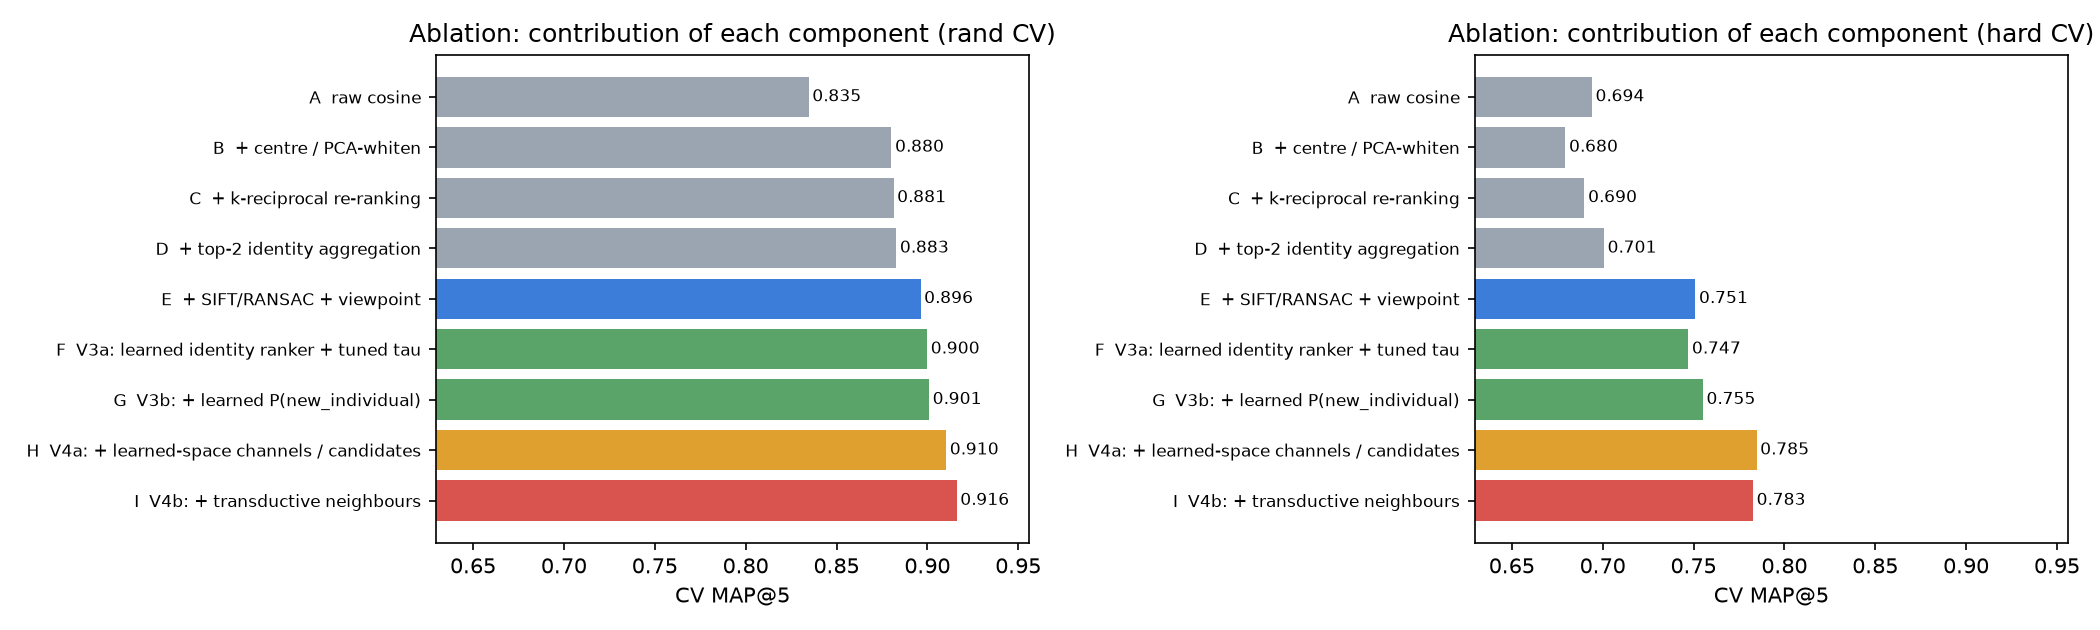 Ablation: contribution of each component (rand CV)
A  raw cosine
0.835
B  + centre / PCA-whiten
0.880
C  + k-reciprocal re-ranking
0.881
D  + top-2 identity aggregation
0.883
E  + SIFT/RANSAC + viewpoint
0.896
F  V3a: learned identity ranker + tuned tau
0.900
G  V3b: + learned P(new_individual)
0.901
H  V4a: + learned-space channels / candidates
0.910
I  V4b: + transductive neighbours
0.916
0.65 0.70 0.75 0.80 0.85 0.90 0.95
CV MAP@5
Ablation: contribution of each component (hard CV)
A  raw cosine
0.694
B  + centre / PCA-whiten
0.680
C  + k-reciprocal re-ranking
0.690
D  + top-2 identity aggregation
0.701
E  + SIFT/RANSAC + viewpoint
0.751
F  V3a: learned identity ranker + tuned tau
0.747
G  V3b: + learned P(new_individual)
0.755
H  V4a: + learned-space channels / candidates
0.785
I  V4b: + transductive neighbours
0.783
0.65 0.70 0.75 0.80 0.85 0.90 0.95
CV MAP@5